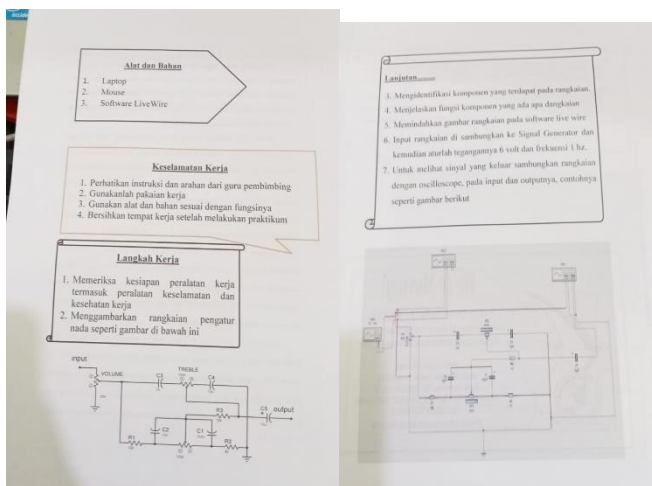 Alat dan Bahan
1. Laptop
2. Mouse
3. Software LiveWire
Keselamatan Kerja
1. Perhatikan instruksi dan arahan dari guru pembimbing
2. Gunakanlah pakaian kerja
3. Gunakan alat dan bahan sesuai dengan fungsinya
4. Bersihkan tempat kerja setelah melakukan praktikum
Langkah Kerja
1. Memeriksa kesiapan peralatan kerja
termasuk peralatan keselamatan dan
kesehatan kerja
2. Menggambarkan rangkaian pengatur
nada seperti gambar di bawah ini
input
VOLUME
C3
TREBLE
C4
R3
C5
output
C2
C1
R1
R2
Lanjutan........
3. Mengidentifikasi komponen yang terdapat pada rangkaian.
4. Menjelaskan fungsi komponen yang ada apa dangkaian
5. Memindahkan gambar rangkaian pada software live wire
6. Input rangkaian di sambungkan ke Signal Generator dan
kemudian aturlah tegangannya 6 volt dan frekuensi 1 hz.
7. Untuk melihat sinyal yang keluar sambungkan rangkaian
dengan oscilloscope, pada input dan outputnya, contohnya
seperti gambar berikut